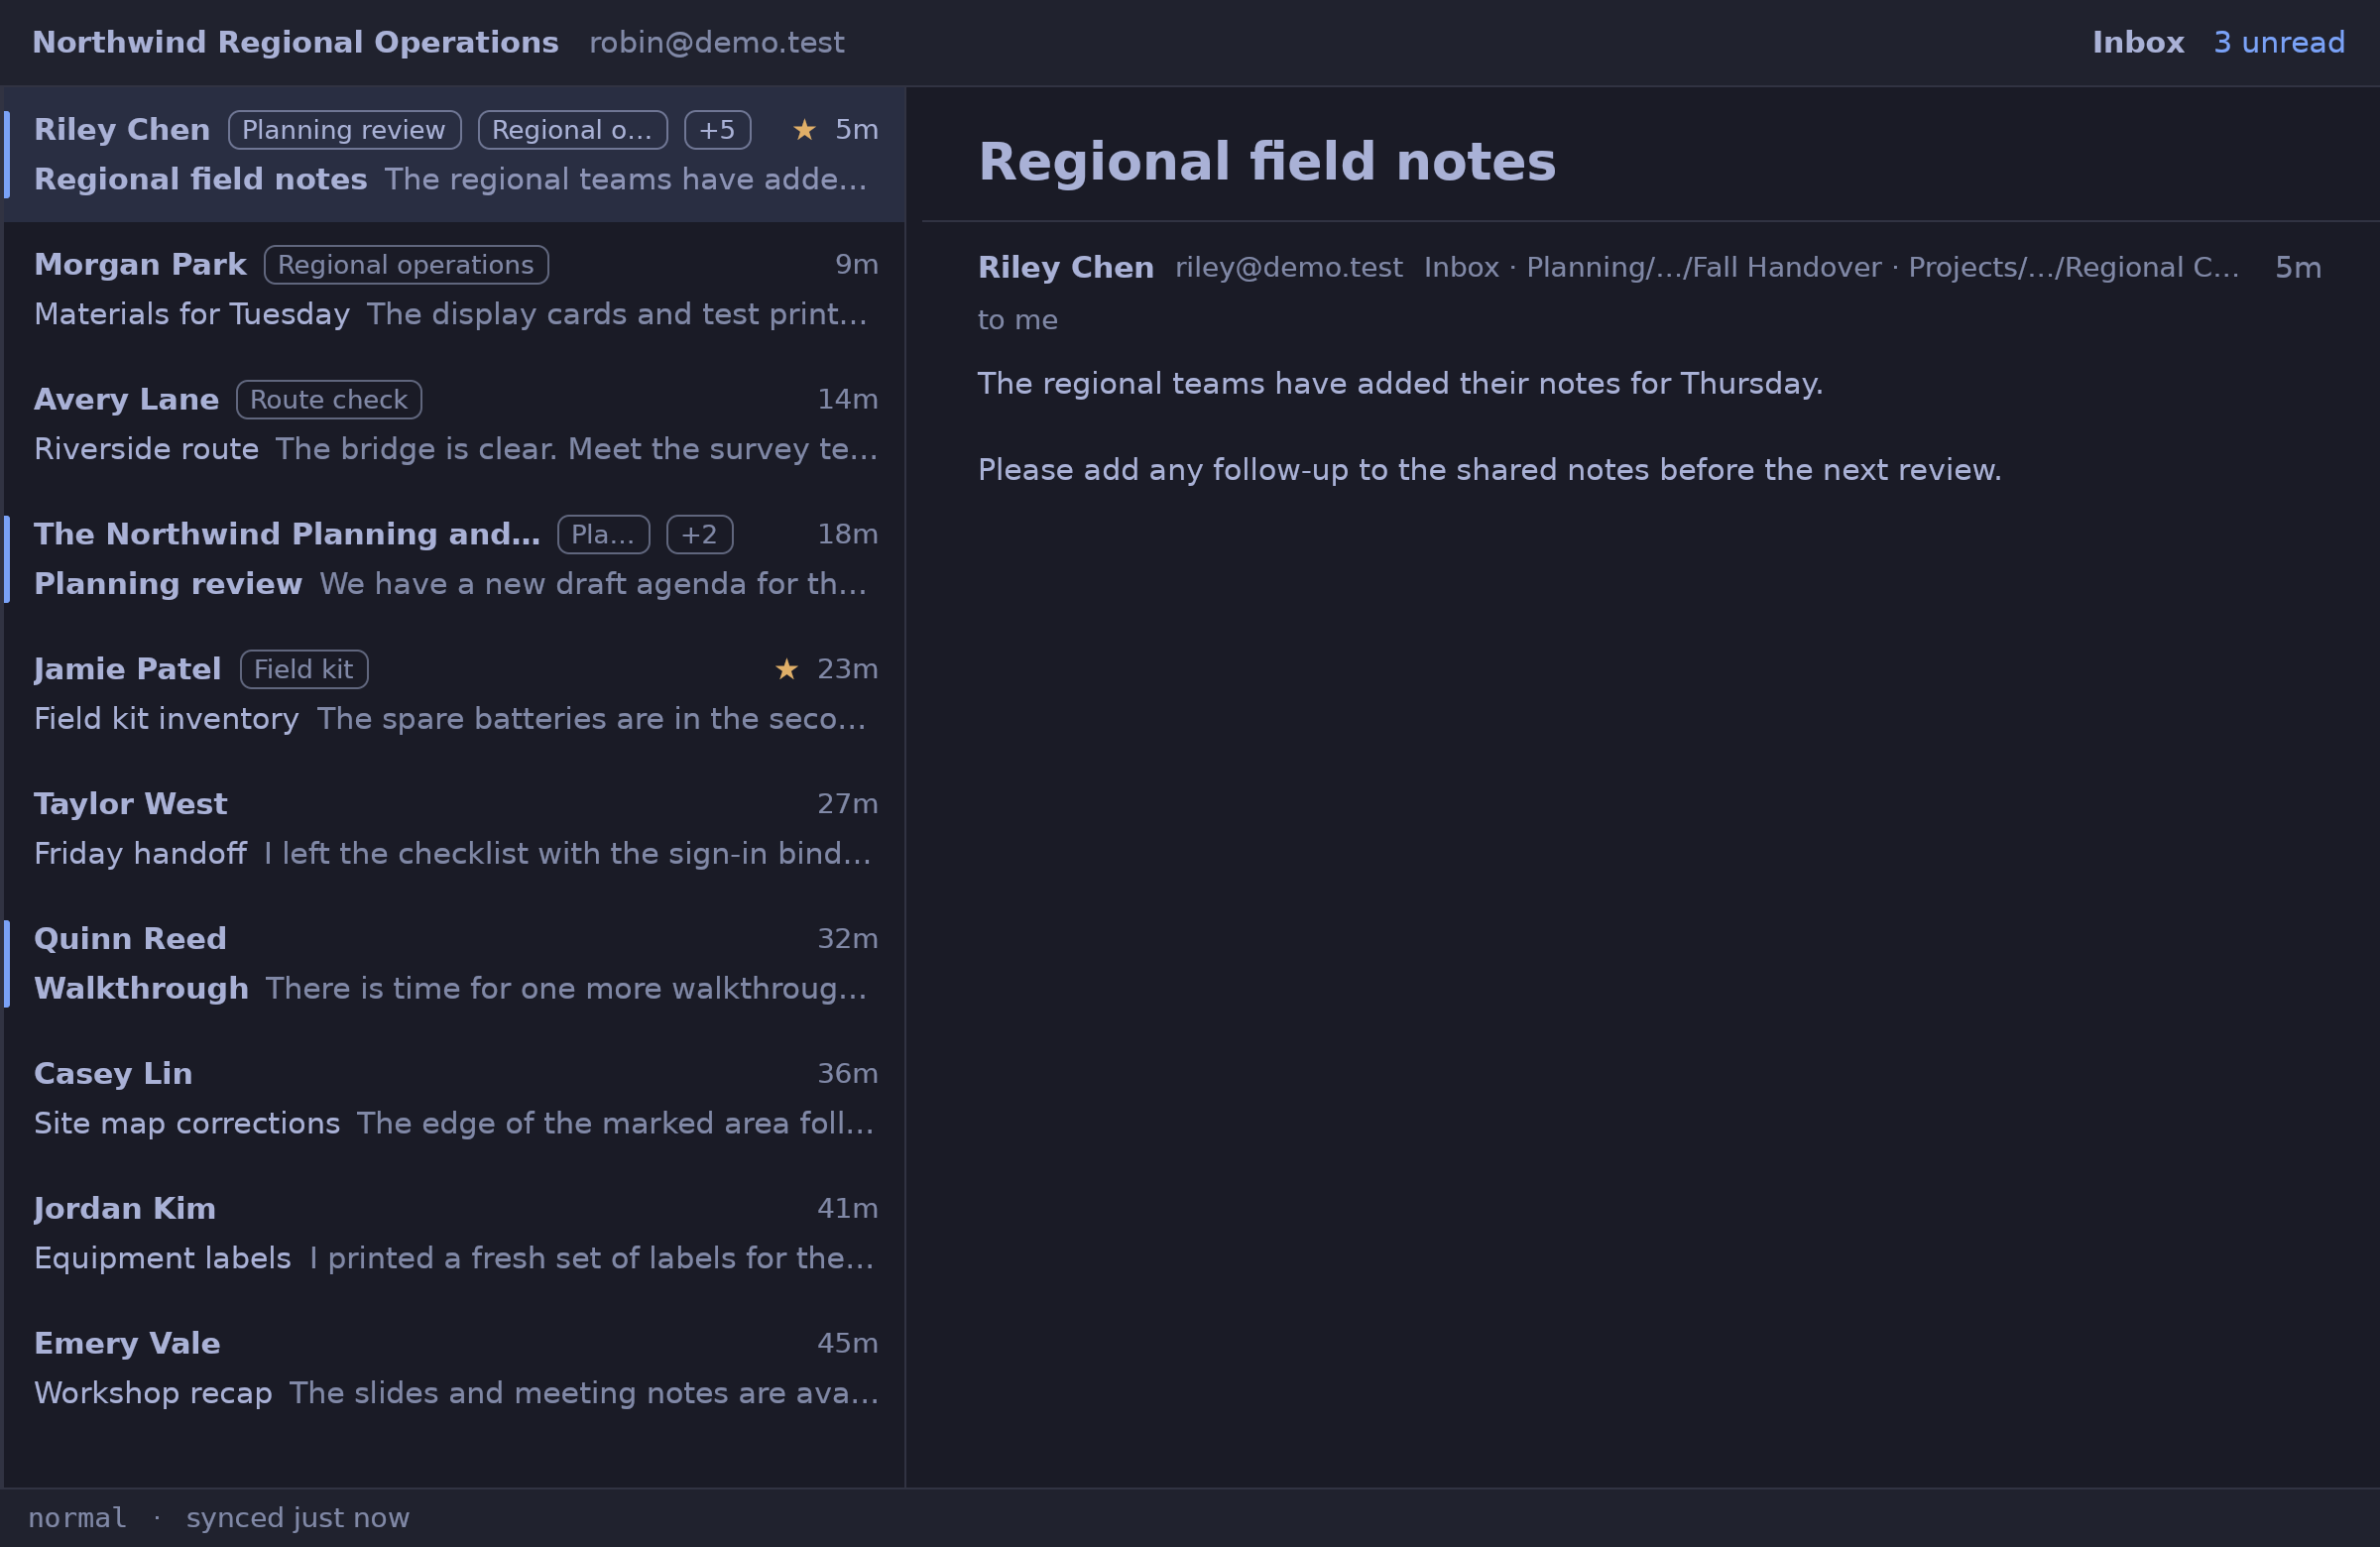 Northwind Regional Operations robin@demo.test Inbox 3 unread
Riley Chen Planning review Regional o… +5 ★ 5m
Regional field notes The regional teams have adde…
Morgan Park Regional operations 9m
Materials for Tuesday The display cards and test print…
Avery Lane Route check 14m
Riverside route The bridge is clear. Meet the survey te…
The Northwind Planning and… Pla… +2 18m
Planning review We have a new draft agenda for th…
Jamie Patel Field kit ★ 23m
Field kit inventory The spare batteries are in the seco…
Taylor West 27m
Friday handoff I left the checklist with the sign-in bind…
Quinn Reed 32m
Walkthrough There is time for one more walkthroug…
Casey Lin 36m
Site map corrections The edge of the marked area foll…
Jordan Kim 41m
Equipment labels I printed a fresh set of labels for the…
Emery Vale 45m
Workshop recap The slides and meeting notes are ava…
Regional field notes
Riley Chen riley@demo.test Inbox · Planning/…/Fall Handover · Projects/…/Regional C… 5m
to me
The regional teams have added their notes for Thursday.
Please add any follow-up to the shared notes before the next review.
normal · synced just now